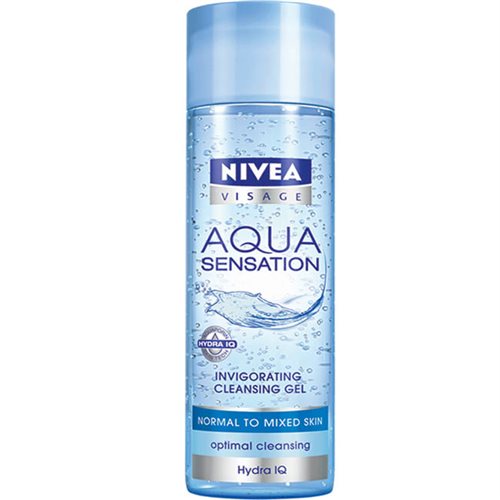 NIVEA
VISAGE
AQUA
SENSATION
HYDRA IQ
INVIGORATING
CLEANSING GEL
NORMAL TO MIXED SKIN
optimal cleansing
Hydra IQ